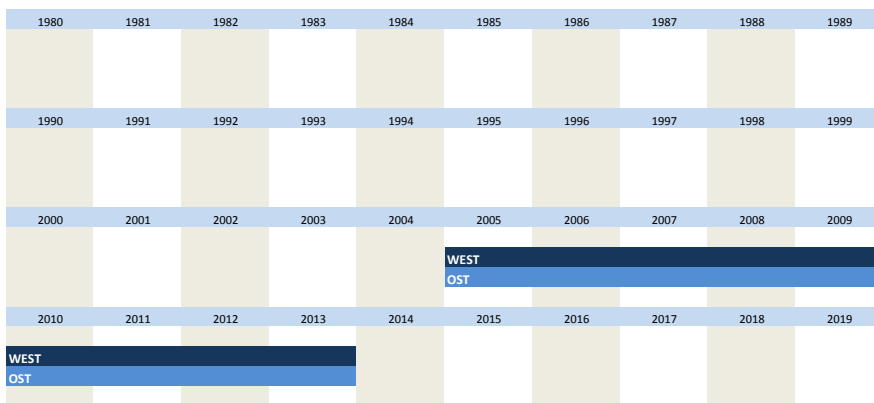 1980 1981 1982 1983 1984 1985 1986 1987 1988 1989
1990 1991 1992 1993 1994 1995 1996 1997 1998 1999
2000 2001 2002 2003 2004 2005 2006 2007 2008 2009
WEST
OST
2010 2011 2012 2013 2014 2015 2016 2017 2018 2019
WEST
OST